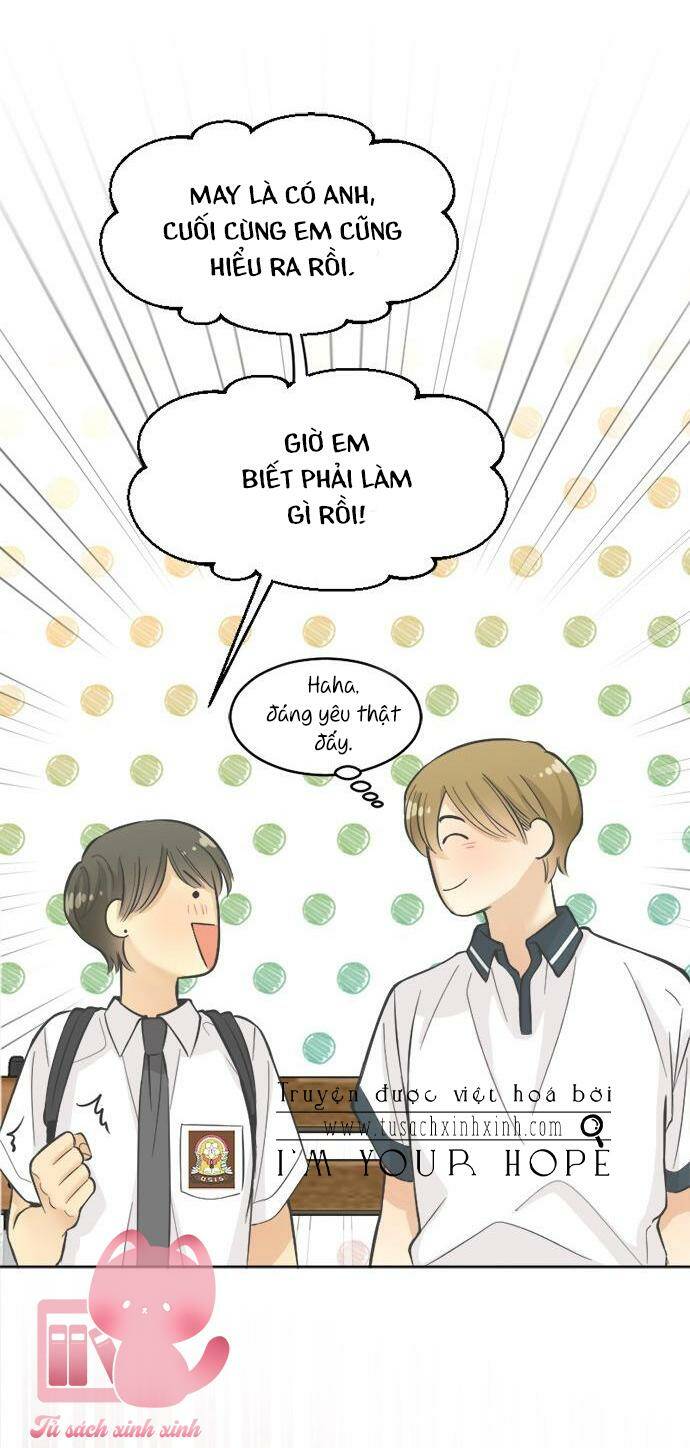 MAY LÀ CÓ ANH,
CUỐI CÙNG EM CŨNG
HIỂU RA RỒI.
GIỜ EM
BIẾT PHẢI LÀM
GÌ RỒI!
Haha,
đáng yêu thật
đấy.
Truyện được việt hoá bởi
www.tusachxinhxinh.com
I'M YOUR HOPE
OSIS
Tủ sách xinh xinh